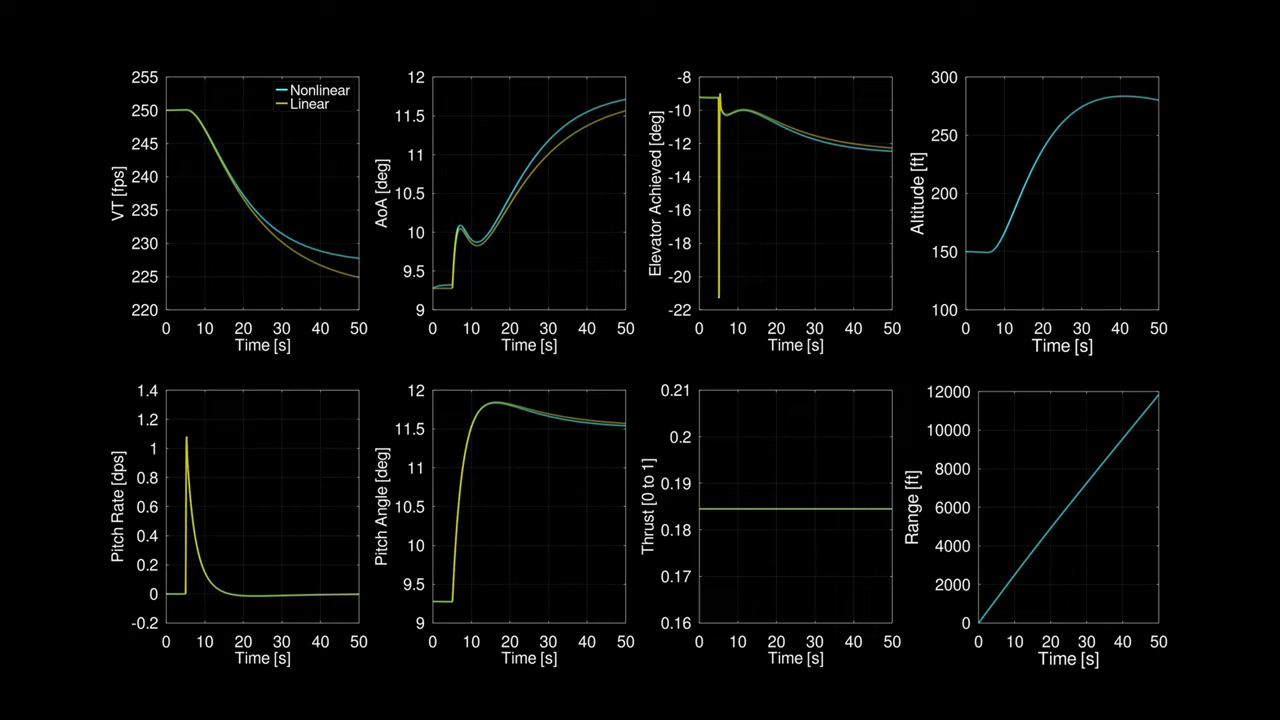 255
250
245
240
235
230
225
220
VT [fps]
0 10 20 30 40 50
Time [s]
Nonlinear
Linear
12
11.5
11
10.5
10
9.5
9
AoA [deg]
0 10 20 30 40 50
Time [s]
-8
-10
-12
-14
-16
-18
-20
-22
Elevator Achieved [deg]
0 10 20 30 40 50
Time [s]
300
250
200
150
100
Altitude [ft]
0 10 20 30 40 50
Time [s]
1.4
1.2
1
0.8
0.6
0.4
0.2
0
-0.2
Pitch Rate [dps]
0 10 20 30 40 50
Time [s]
12
11.5
11
10.5
10
9.5
9
Pitch Angle [deg]
0 10 20 30 40 50
Time [s]
0.21
0.2
0.19
0.18
0.17
0.16
Thrust [0 to 1]
0 10 20 30 40 50
Time [s]
12000
10000
8000
6000
4000
2000
0
Range [ft]
0 10 20 30 40 50
Time [s]